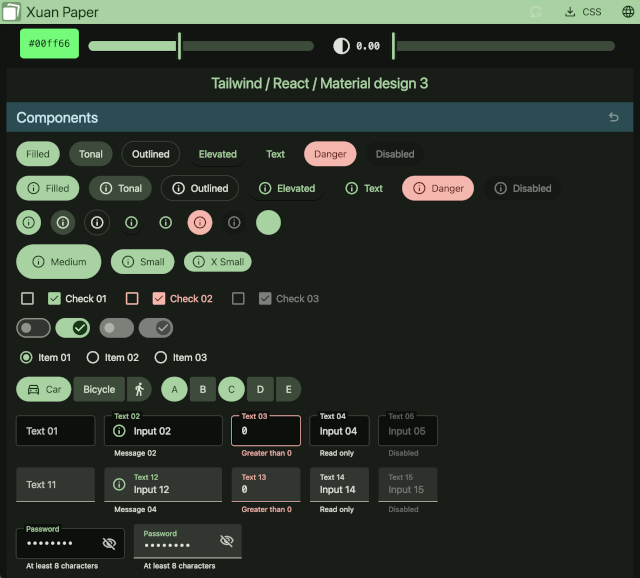 Xuan Paper CSS
#00ff66 0.00
Tailwind / React / Material design 3
Components
Filled Tonal Outlined Elevated Text Danger Disabled
Filled Tonal Outlined Elevated Text Danger Disabled
Medium Small X Small
Check 01 Check 02 Check 03
Item 01 Item 02 Item 03
Car Bicycle A B C D E
Text 02 Text 03 Text 04 Text 05
Text 01 Input 02 0 Input 04 Input 05
Message 02 Greater than 0 Read only Disabled
Text 12 Text 13 Text 14 Text 15
Text 11 Input 12 0 Input 14 Input 15
Message 04 Greater than 0 Read only Disabled
Password Password
•••••••• ••••••••
At least 8 characters At least 8 characters